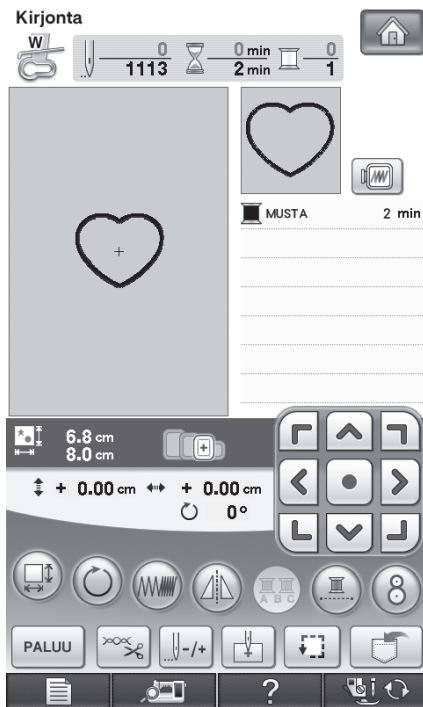 Kirjonta
W
0 0 min 0
1113 2 min 1
MUSTA 2 min
6.8 cm
8.0 cm
+ 0.00 cm + 0.00 cm
0°
A B C
8
PALUU -/+
?